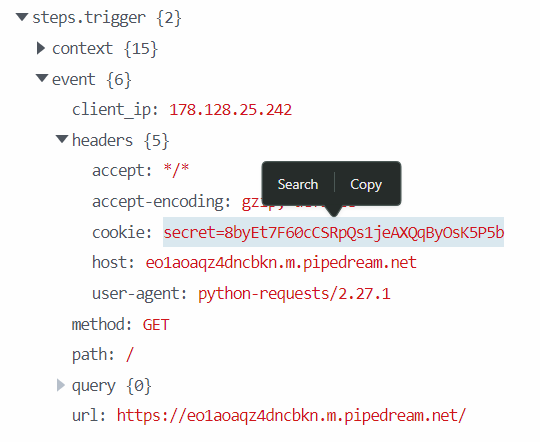 steps.trigger {2}
context {15}
event {6}
client_ip: 178.128.25.242
headers {5}
accept: */*
Search Copy
accept-encoding:
cookie: secret=8byEt7F60cCSRpQs1jeAXQqByOsK5P5b
host: eo1aoaqz4dncbkn.m.pipedream.net
user-agent: python-requests/2.27.1
method: GET
path: /
query {0}
url: https://eo1aoaqz4dncbkn.m.pipedream.net/